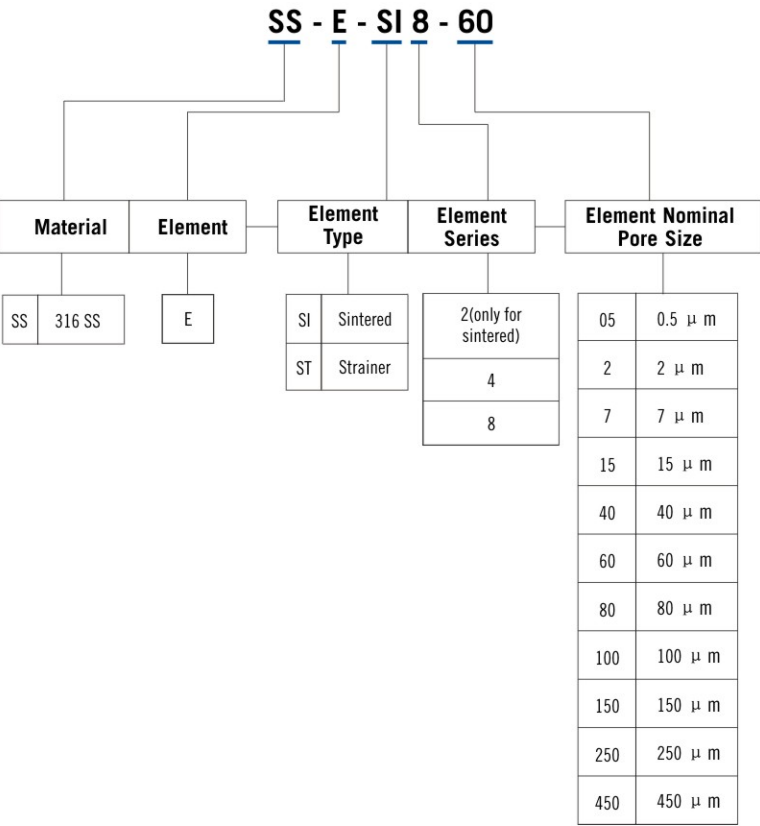 SS - E - SI 8 - 60
Material
Element
Element
Type
Element
Series
Element Nominal
Pore Size
SS 316 SS
E
SI Sintered
ST Strainer
2(only for
sintered)
4
8
05 0.5 μ m
2 2 μ m
7 7 μ m
15 15 μ m
40 40 μ m
60 60 μ m
80 80 μ m
100 100 μ m
150 150 μ m
250 250 μ m
450 450 μ m